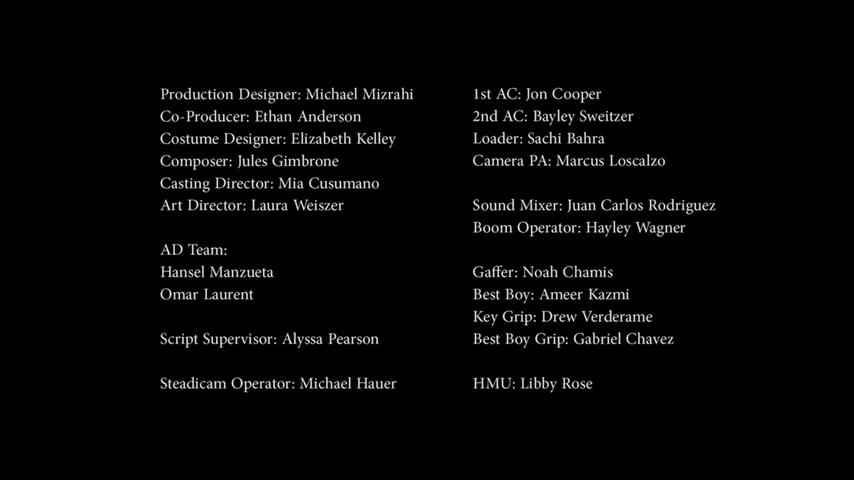 Production Designer: Michael Mizrahi
Co-Producer: Ethan Anderson
Costume Designer: Elizabeth Kelley
Composer: Jules Gimbrone
Casting Director: Mia Cusumano
Art Director: Laura Weiszer
AD Team:
Hansel Manzueta
Omar Laurent
Script Supervisor: Alyssa Pearson
Steadicam Operator: Michael Hauer
1st AC: Jon Cooper
2nd AC: Bayley Sweitzer
Loader: Sachi Bahra
Camera PA: Marcus Loscalzo
Sound Mixer: Juan Carlos Rodriguez
Boom Operator: Hayley Wagner
Gaffer: Noah Chamis
Best Boy: Ameer Kazmi
Key Grip: Drew Verderame
Best Boy Grip: Gabriel Chavez
HMU: Libby Rose